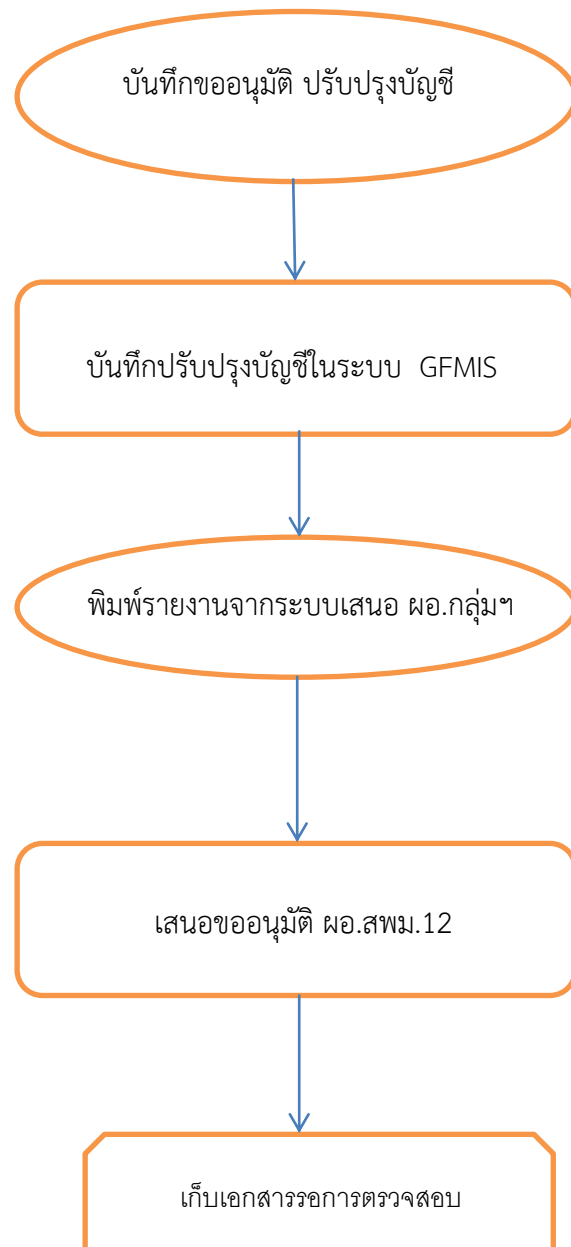 บันทึกขออนุมัติ ปรับปรุงบัญชี
บันทึกปรับปรุงบัญชีในระบบ GFMIS
พิมพ์รายงานจากระบบเสนอ ผอ.กลุ่มฯ
เสนอขออนุมัติ ผอ.สพม.12
เก็บเอกสารรอการตรวจสอบ